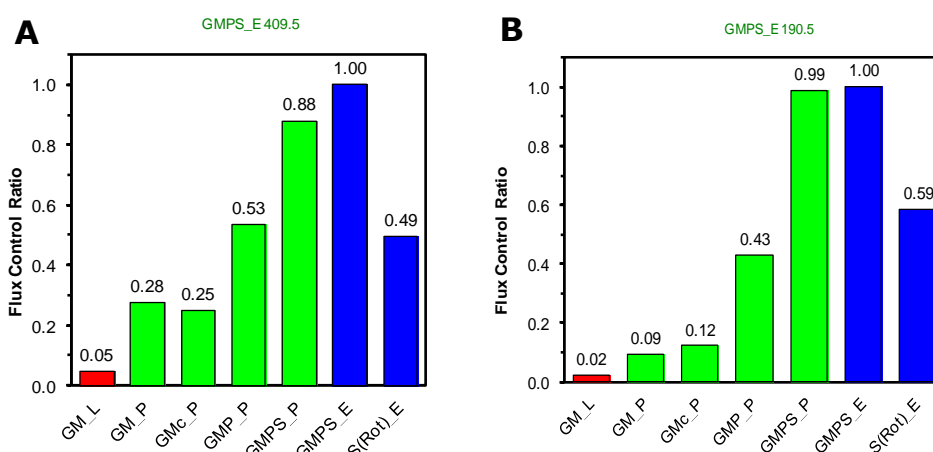 A
GMPS_E 409.5
Flux Control Ratio
1.0
0.8
0.6
0.4
0.2
0.0
0.05
0.28
0.25
0.53
0.88
1.00
0.49
GM_L
GM_P
GMc_P
GMP_P
GMPS_P
GMPS_E
S(Rot)_E
B
GMPS_E 190.5
Flux Control Ratio
1.0
0.8
0.6
0.4
0.2
0.0
0.02
0.09
0.12
0.43
0.99
1.00
0.59
GM_L
GM_P
GMc_P
GMP_P
GMPS_P
GMPS_E
S(Rot)_E